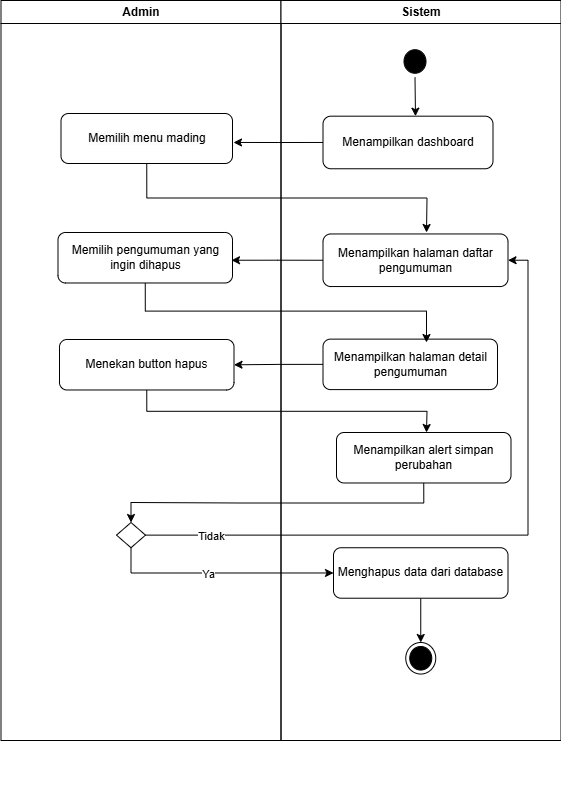 Admin
Sistem
Menampilkan dashboard
Memilih menu mading
Menampilkan halaman daftar
pengumuman
Memilih pengumuman yang
ingin dihapus
Menampilkan halaman detail
pengumuman
Menekan button hapus
Menampilkan alert simpan
perubahan
Tidak
Ya
Menghapus data dari database